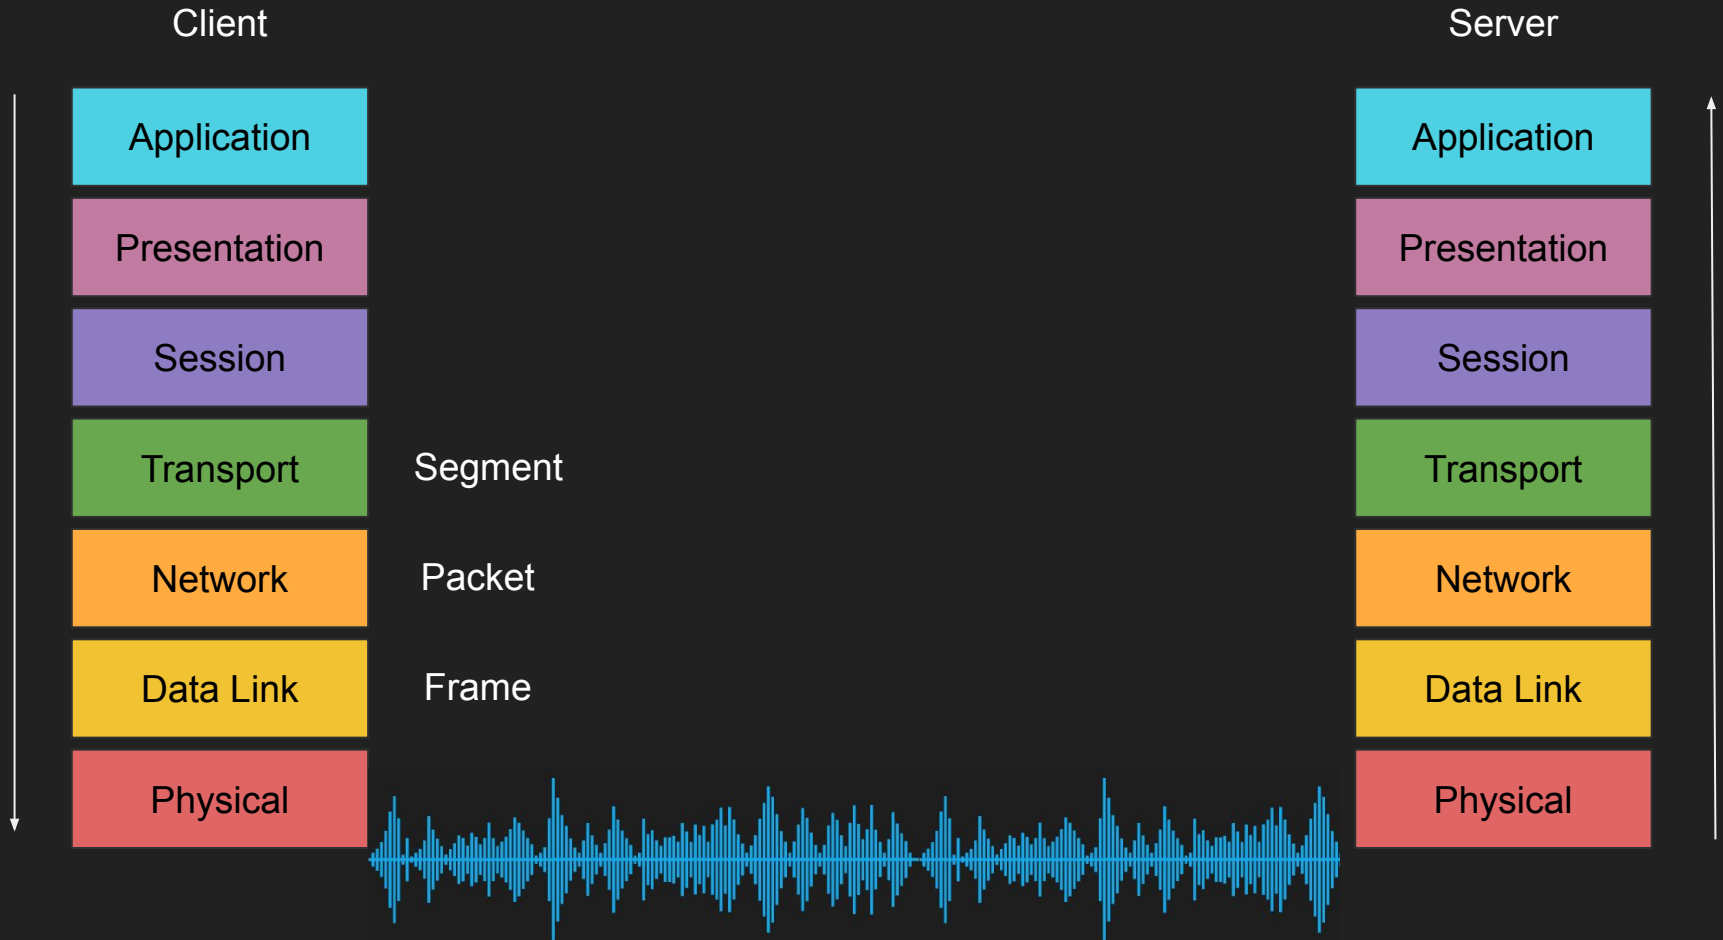 Client
Server
Application
Application
Presentation
Presentation
Session
Session
Transport
Segment
Transport
Network
Packet
Network
Data Link
Frame
Data Link
Physical
Physical